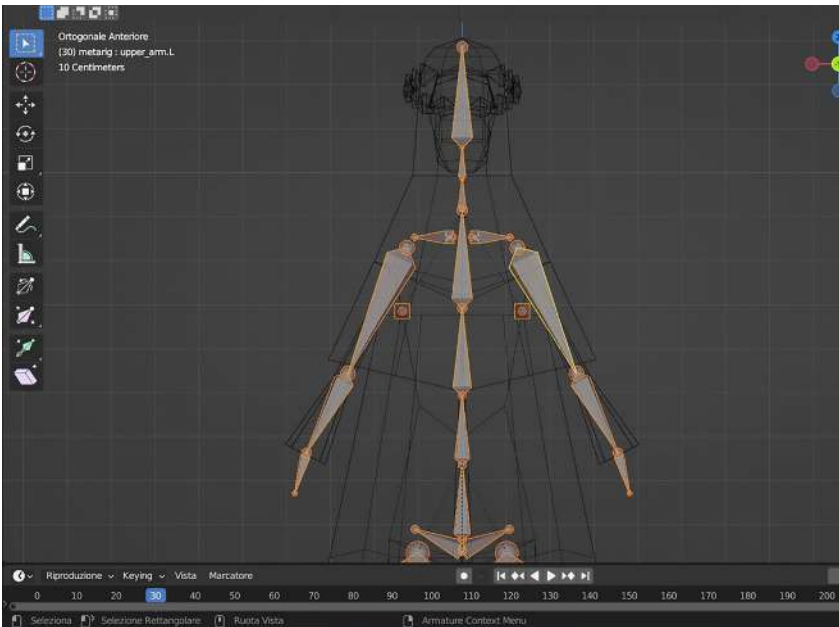 Ortogonale Anteriore
(30) metarig : upper_arm.L
10 Centimeters
Riproduzione Keying Vista Marcatore
0 10 20 30 40 50 60 70 80 90 100 110 120 130 140 150 160 170 180 190 200
Seleziona Selezione Rettangolare Ruota Vista Armature Context Menu